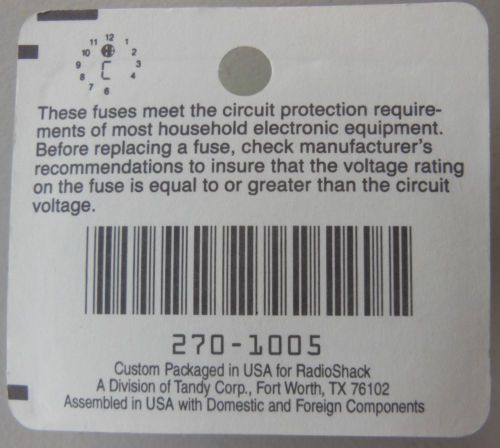 12
11 1
10 2
9 3
8 4
7 6
These fuses meet the circuit protection require-
ments of most household electronic equipment.
Before replacing a fuse, check manufacturer's
recommendations to insure that the voltage rating
on the fuse is equal to or greater than the circuit
voltage.
270-1005
Custom Packaged in USA for RadioShack
A Division of Tandy Corp., Fort Worth, TX 76102
Assembled in USA with Domestic and Foreign Components